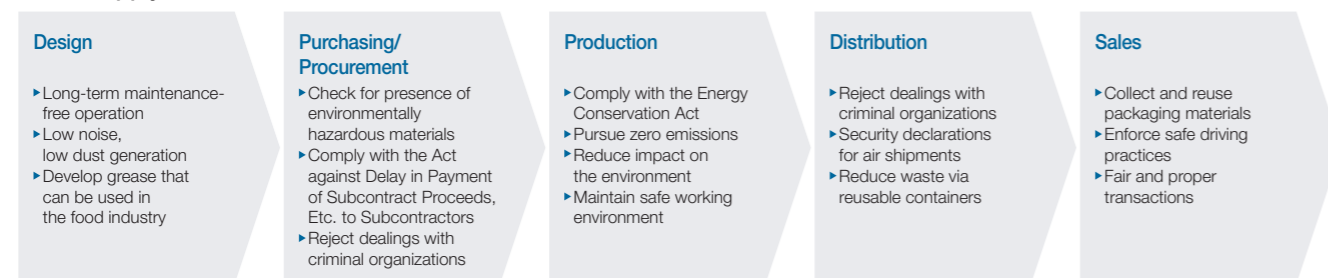 Design
▸Long-term maintenance-
free operation
▸Low noise,
low dust generation
▸Develop grease that
can be used in
the food industry
Purchasing/
Procurement
▸Check for presence of
environmentally
hazardous materials
▸Comply with the Act
against Delay in Payment
of Subcontract Proceeds,
Etc. to Subcontractors
▸Reject dealings with
criminal organizations
Production
▸Comply with the Energy
Conservation Act
▸Pursue zero emissions
▸Reduce impact on
the environment
▸Maintain safe working
environment
Distribution
▸Reject dealings with
criminal organizations
▸Security declarations
for air shipments
▸Reduce waste via
reusable containers
Sales
▸Collect and reuse
packaging materials
▸Enforce safe driving
practices
▸Fair and proper
transactions